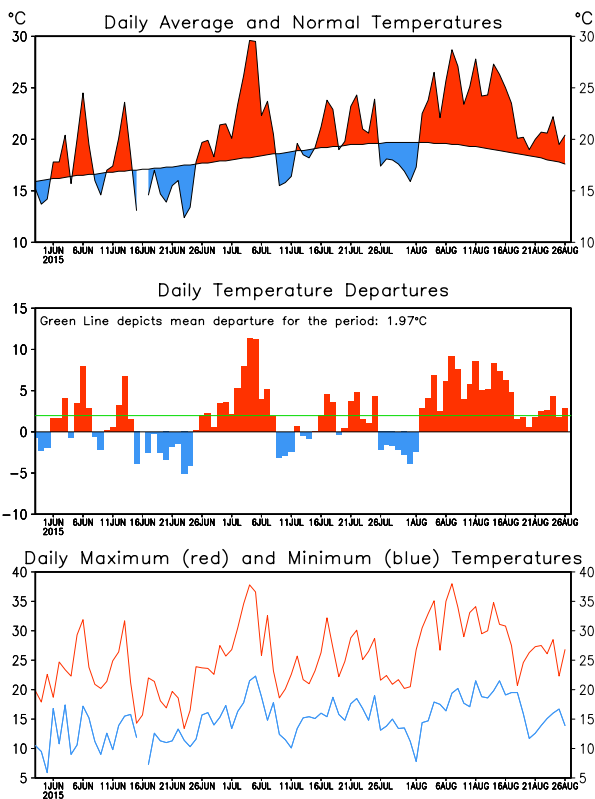 Daily Average and Normal Temperatures
°C °C
30 30
25 25
20 20
15 15
10 10
1JUN 6JUN 11JUN 16JUN 21JUN 26JUN 1JUL 6JUL 11JUL 16JUL 21JUL 26JUL 1AUG 6AUG 11AUG 16AUG 21AUG 26AUG
2015
Daily Temperature Departures
Green Line depicts mean departure for the period: 1.97°C
15
10
5
0
−5
−10
1JUN 6JUN 11JUN 16JUN 21JUN 26JUN 1JUL 6JUL 11JUL 16JUL 21JUL 26JUL 1AUG 6AUG 11AUG 16AUG 21AUG 26AUG
2015
Daily Maximum (red) and Minimum (blue) Temperatures
40 40
35 35
30 30
25 25
20 20
15 15
10 10
5 5
1JUN 6JUN 11JUN 16JUN 21JUN 26JUN 1JUL 6JUL 11JUL 16JUL 21JUL 26JUL 1AUG 6AUG 11AUG 16AUG 21AUG 26AUG
2015